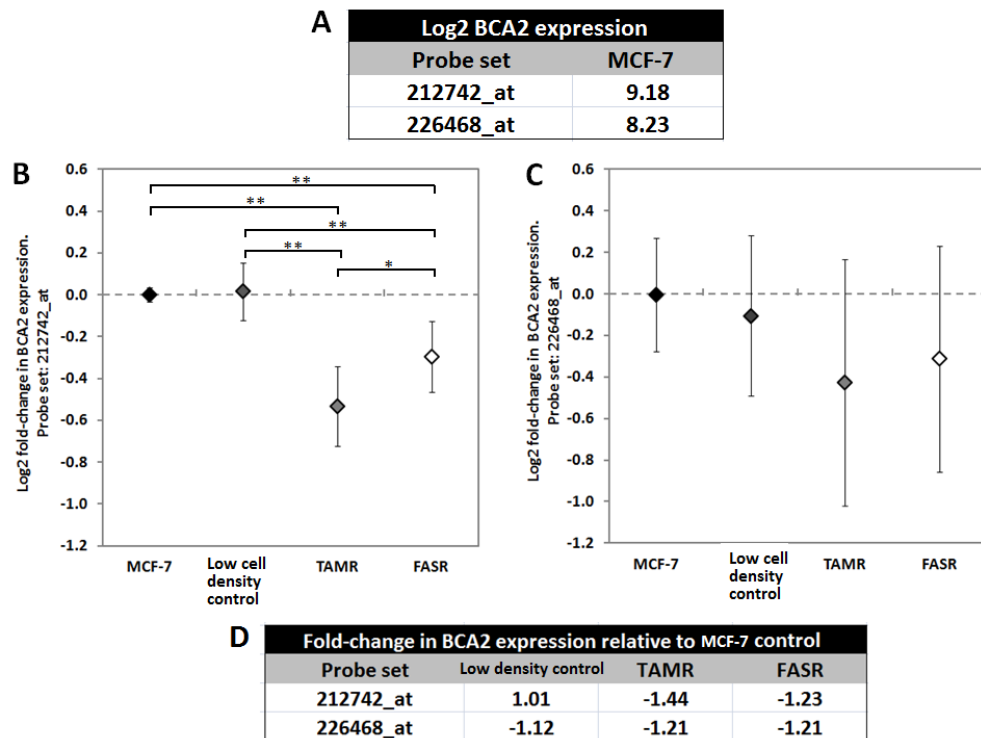 A
Log2 BCA2 expression
Probe set MCF-7
212742_at 9.18
226468_at 8.23
B
Log2 fold-change in BCA2 expression.
Probe set: 212742_at
0.6
0.4
0.2
0.0
-0.2
-0.4
-0.6
-0.8
-1.0
-1.2
**
**
**
**
*
MCF-7 Low cell density control TAMR FASR
C
Log2 fold-change in BCA2 expression.
Probe set: 226468_at
0.6
0.4
0.2
0.0
-0.2
-0.4
-0.6
-0.8
-1.0
-1.2
MCF-7 Low cell density control TAMR FASR
D
Fold-change in BCA2 expression relative to MCF-7 control
Probe set Low density control TAMR FASR
212742_at 1.01 -1.44 -1.23
226468_at -1.12 -1.21 -1.21